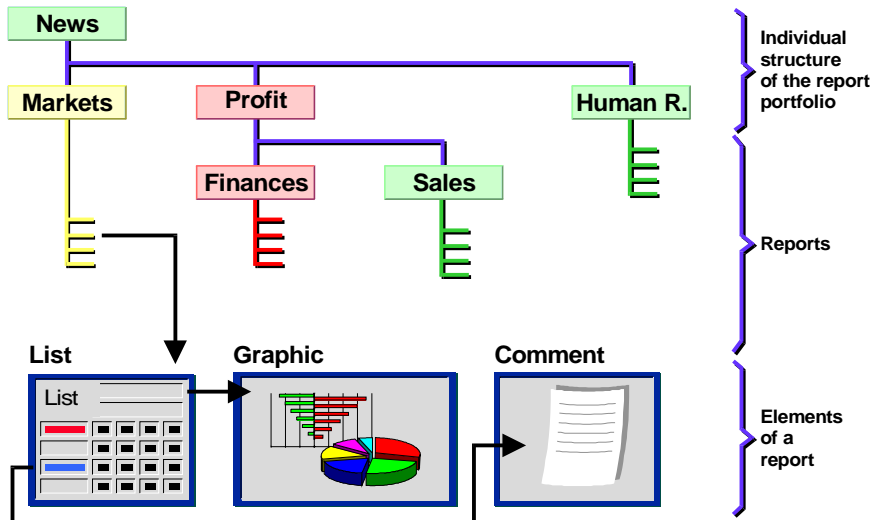 News
Individual
structure
of the report
portfolio
Markets
Profit
Human R.
Finances
Sales
Reports
List
Graphic
Comment
List
Elements
of a
report